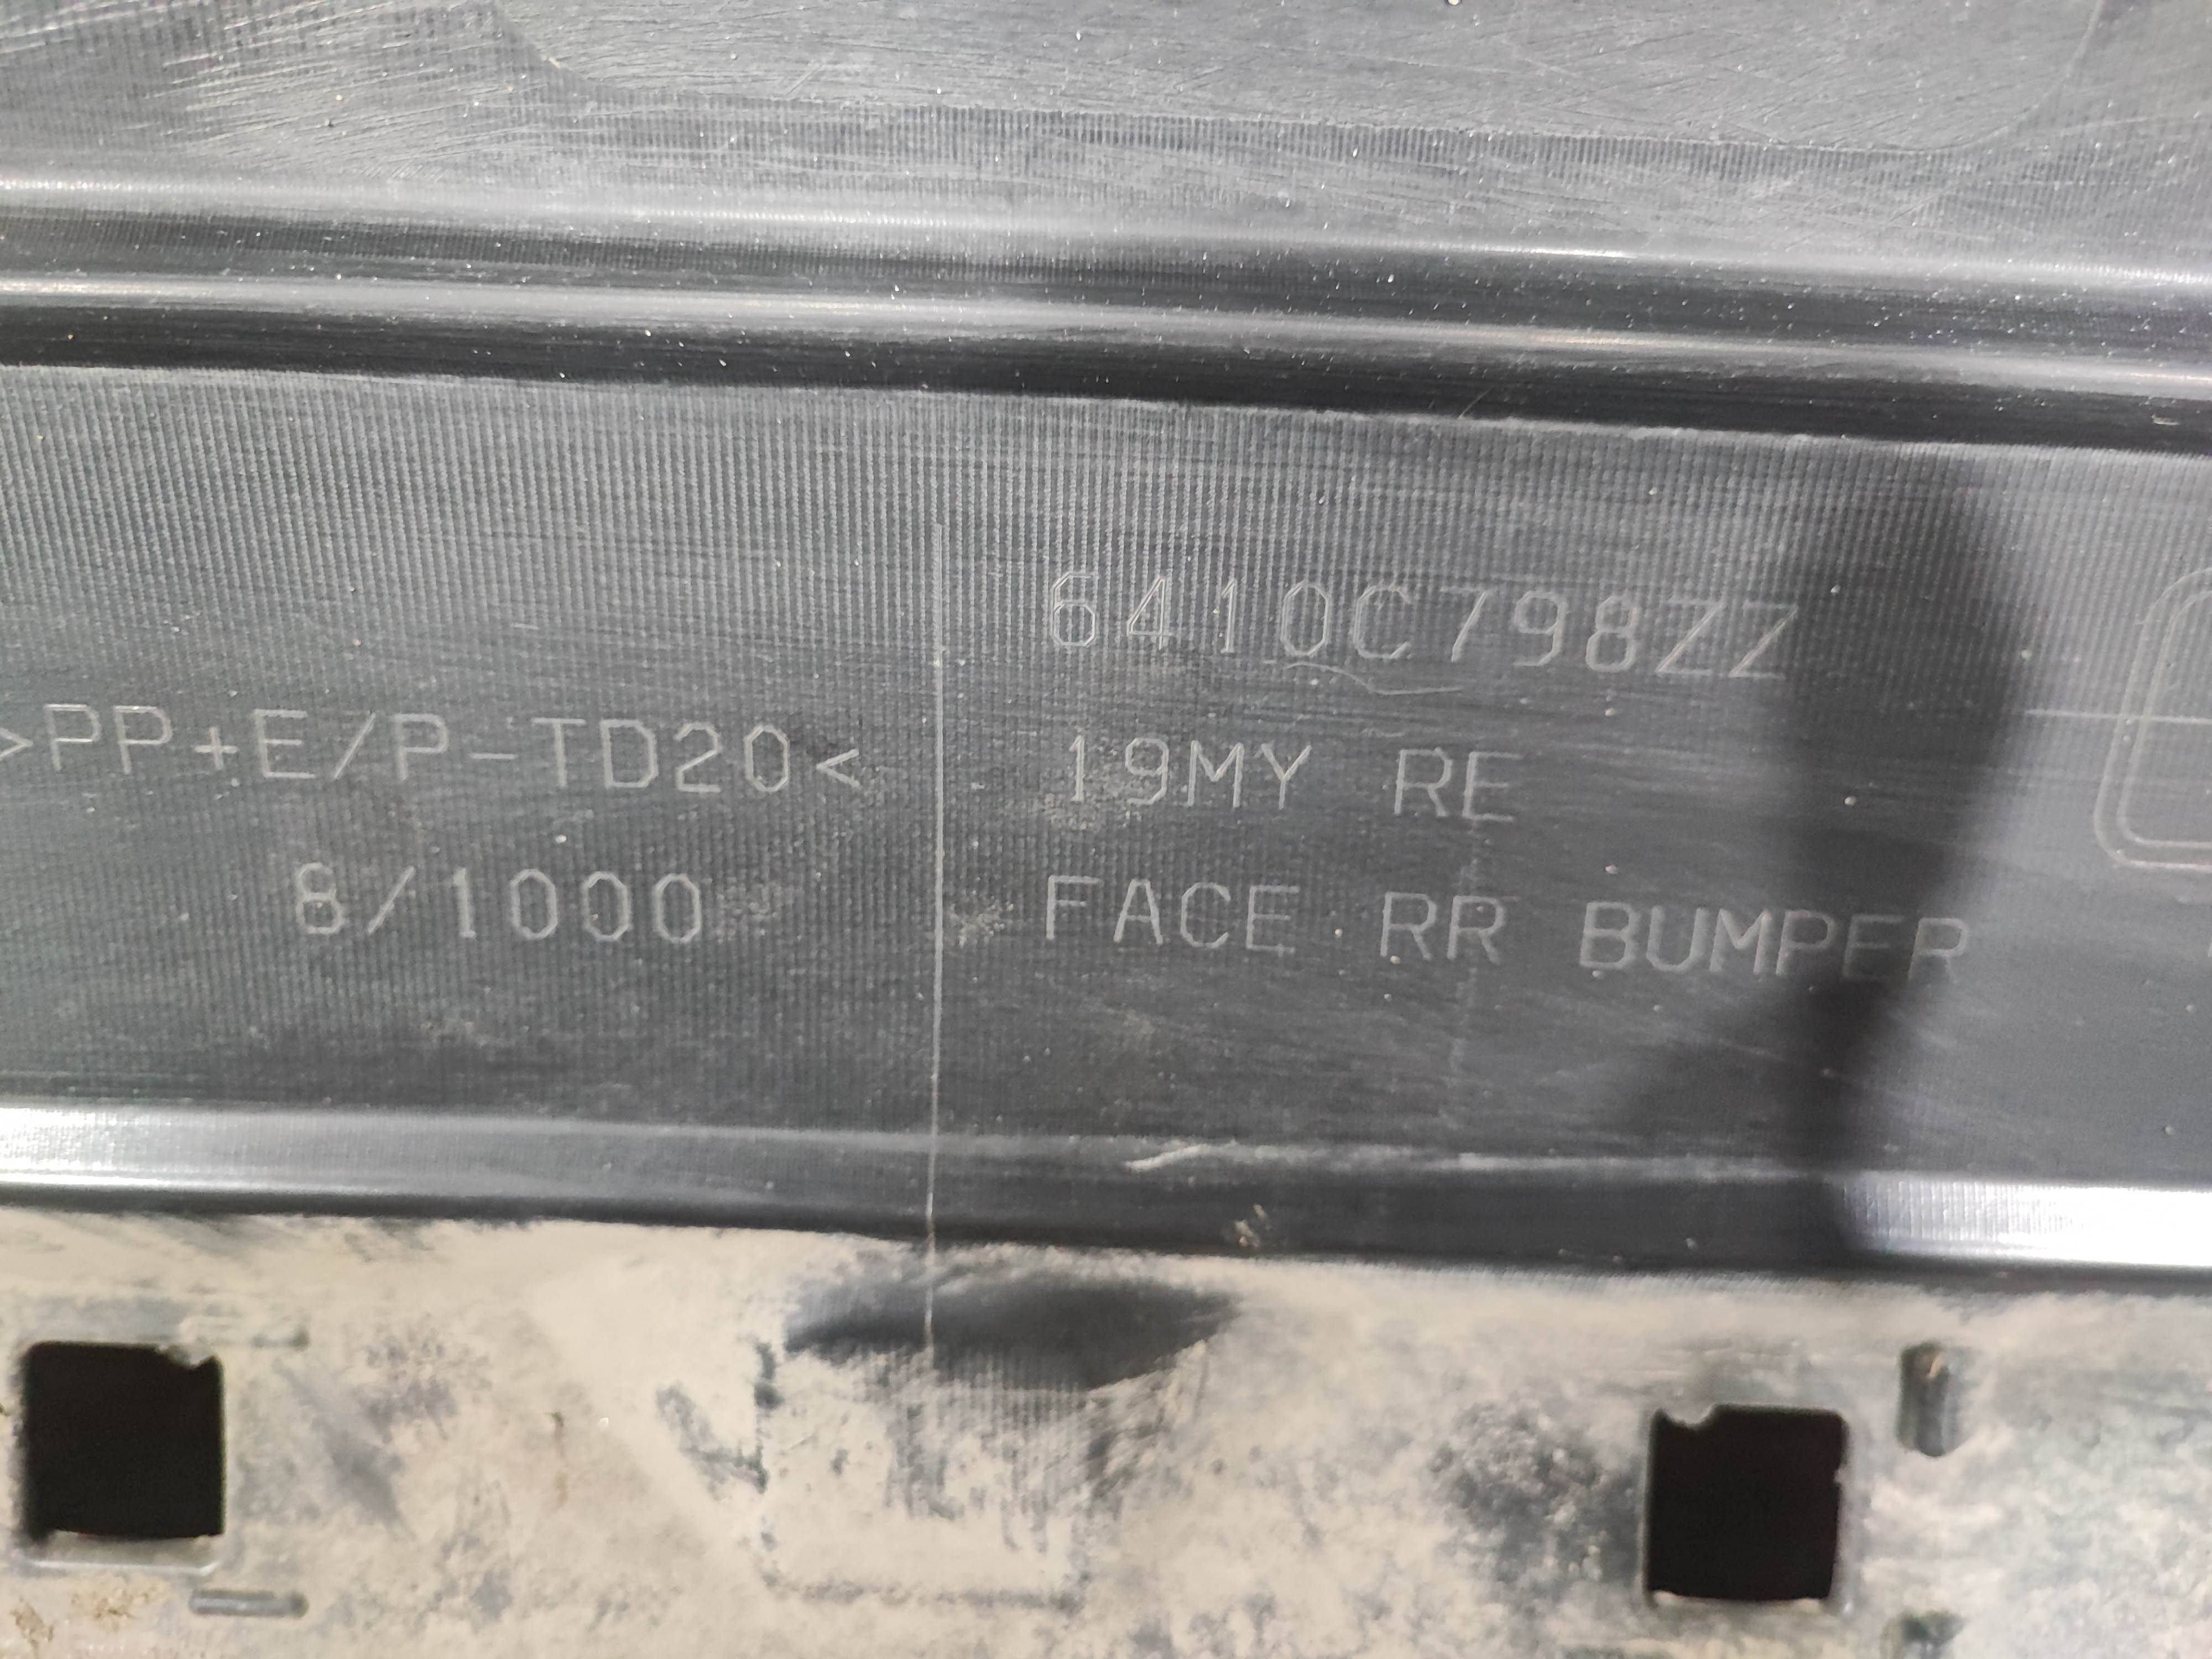 >PP+E/P-TD20<
8/1000
6410C798ZZ
19MY RE
FACE RR BUMPER